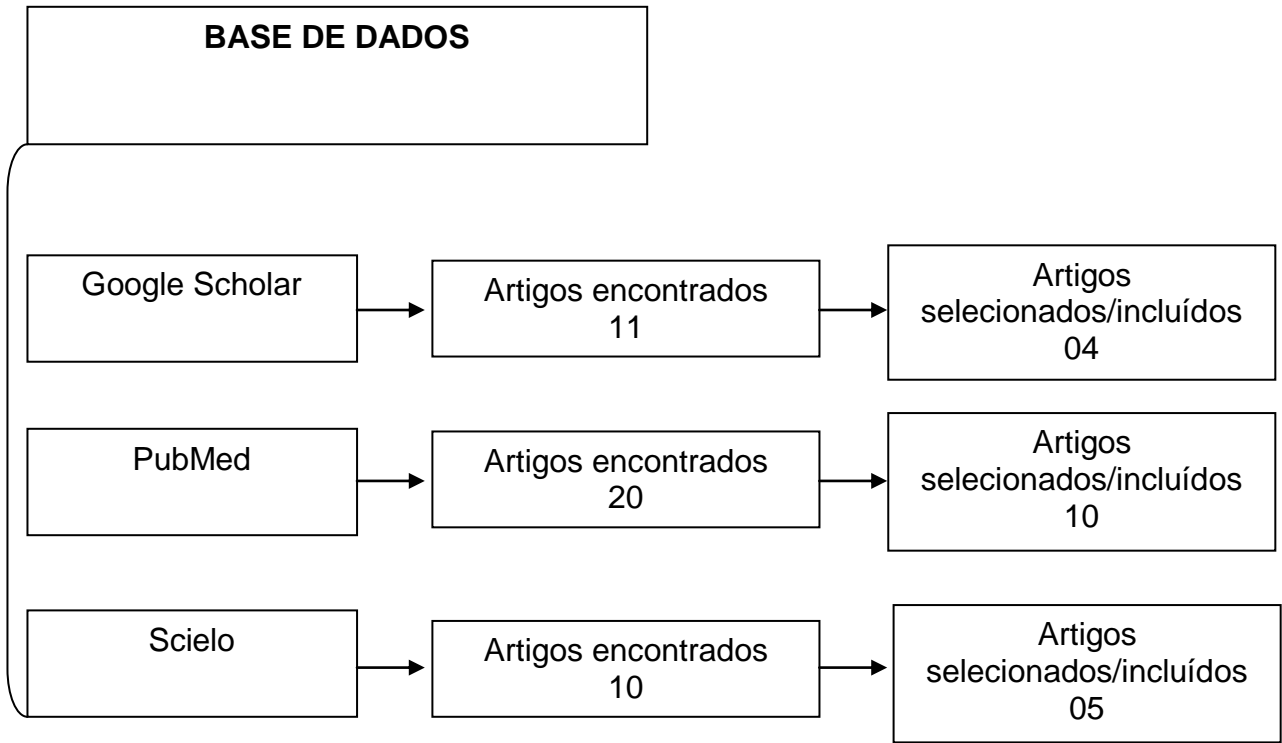 BASE DE DADOS
Google Scholar
Artigos encontrados
11
Artigos
selecionados/incluídos
04
PubMed
Artigos encontrados
20
Artigos
selecionados/incluídos
10
Scielo
Artigos encontrados
10
Artigos
selecionados/incluídos
05